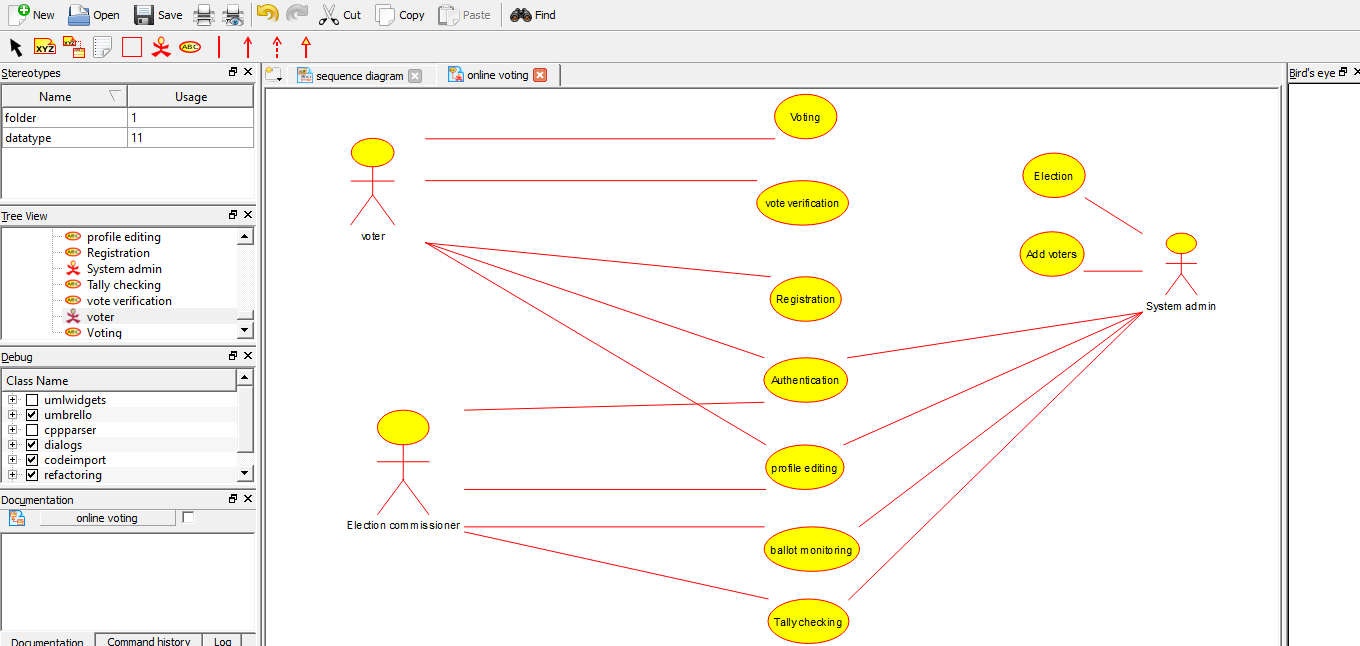 New Open Save Cut Copy Paste Find
XYZ XYZ ABC
Stereotypes
Name Usage
folder 1
datatype 11
Tree View
profile editing
Registration
System admin
Tally checking
vote verification
voter
Voting
Debug
Class Name
umlwidgets
umbrello
cppparser
dialogs
codeimport
refactoring
Documentation
online voting
Documentation Command history Log
sequence diagram online voting
Voting
vote verification
voter
Registration
Authentication
profile editing
Election commissioner
ballot monitoring
Tally checking
Election
Add voters
System admin
Bird's eye